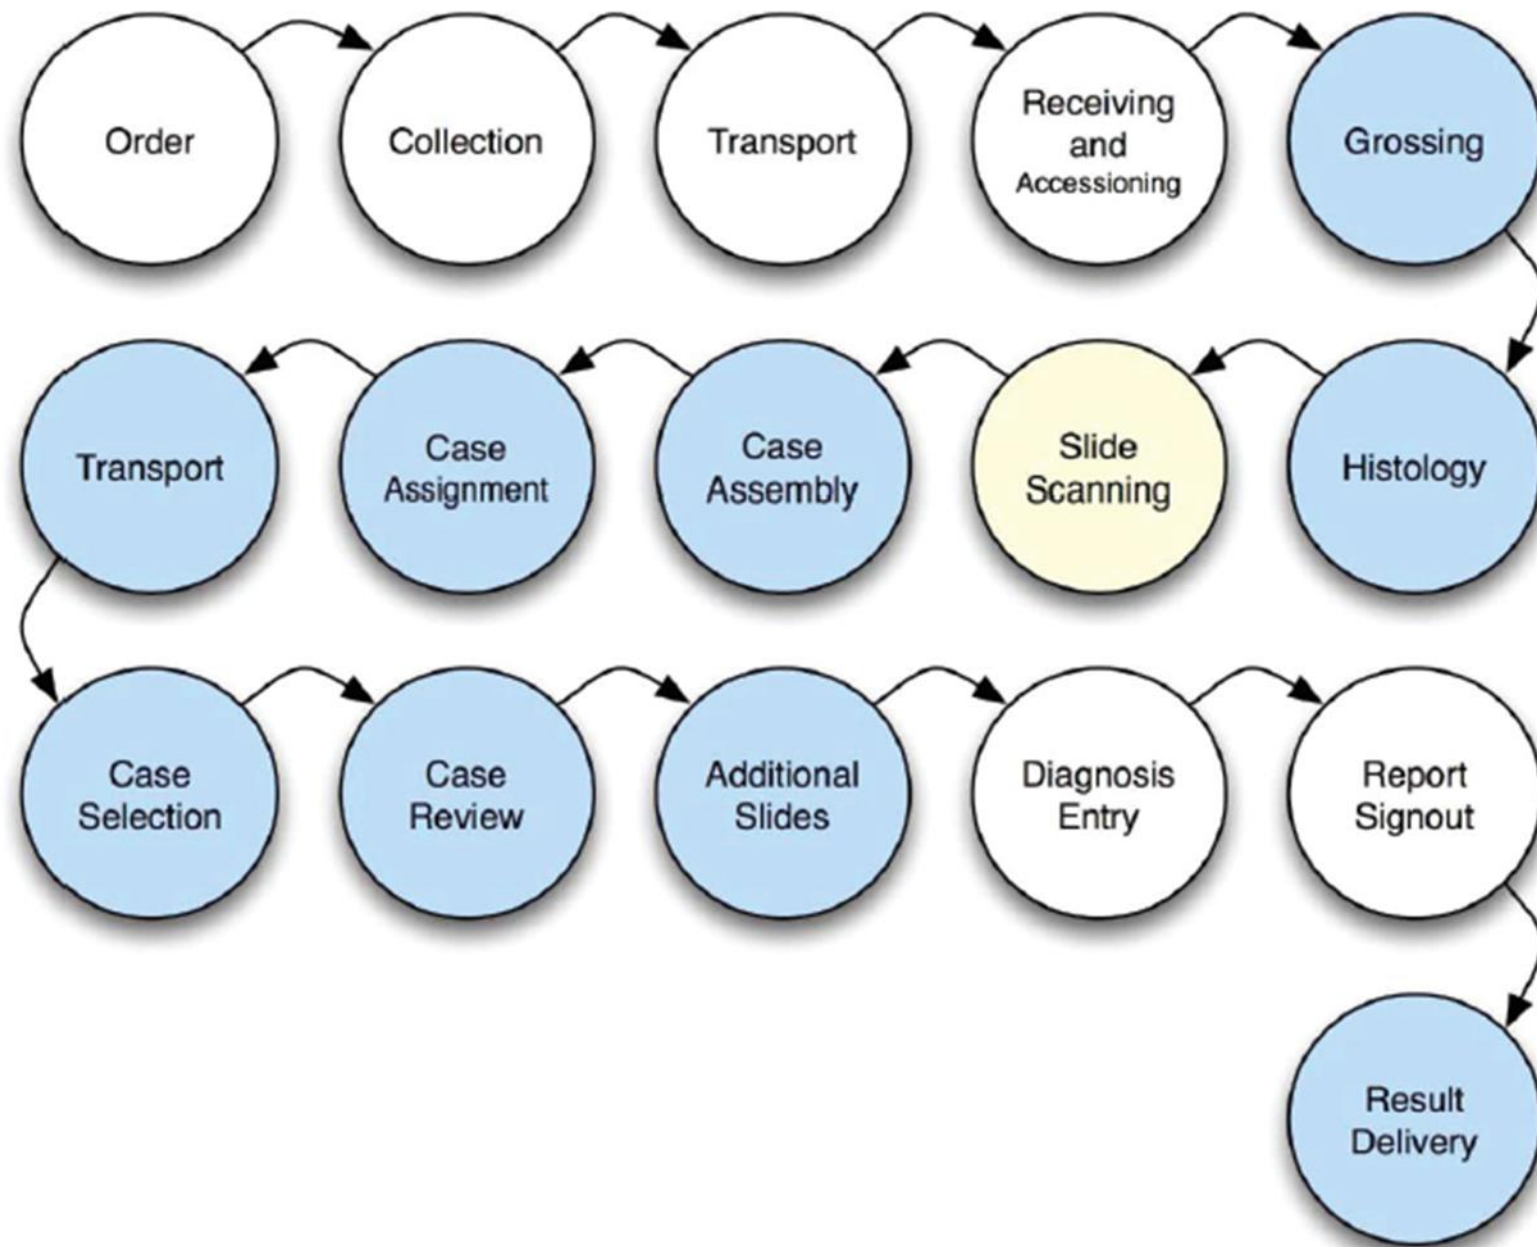 Order
Collection
Transport
Receiving
and
Accessioning
Grossing
Histology
Slide
Scanning
Case
Assembly
Case
Assignment
Transport
Case
Selection
Case
Review
Additional
Slides
Diagnosis
Entry
Report
Signout
Result
Delivery